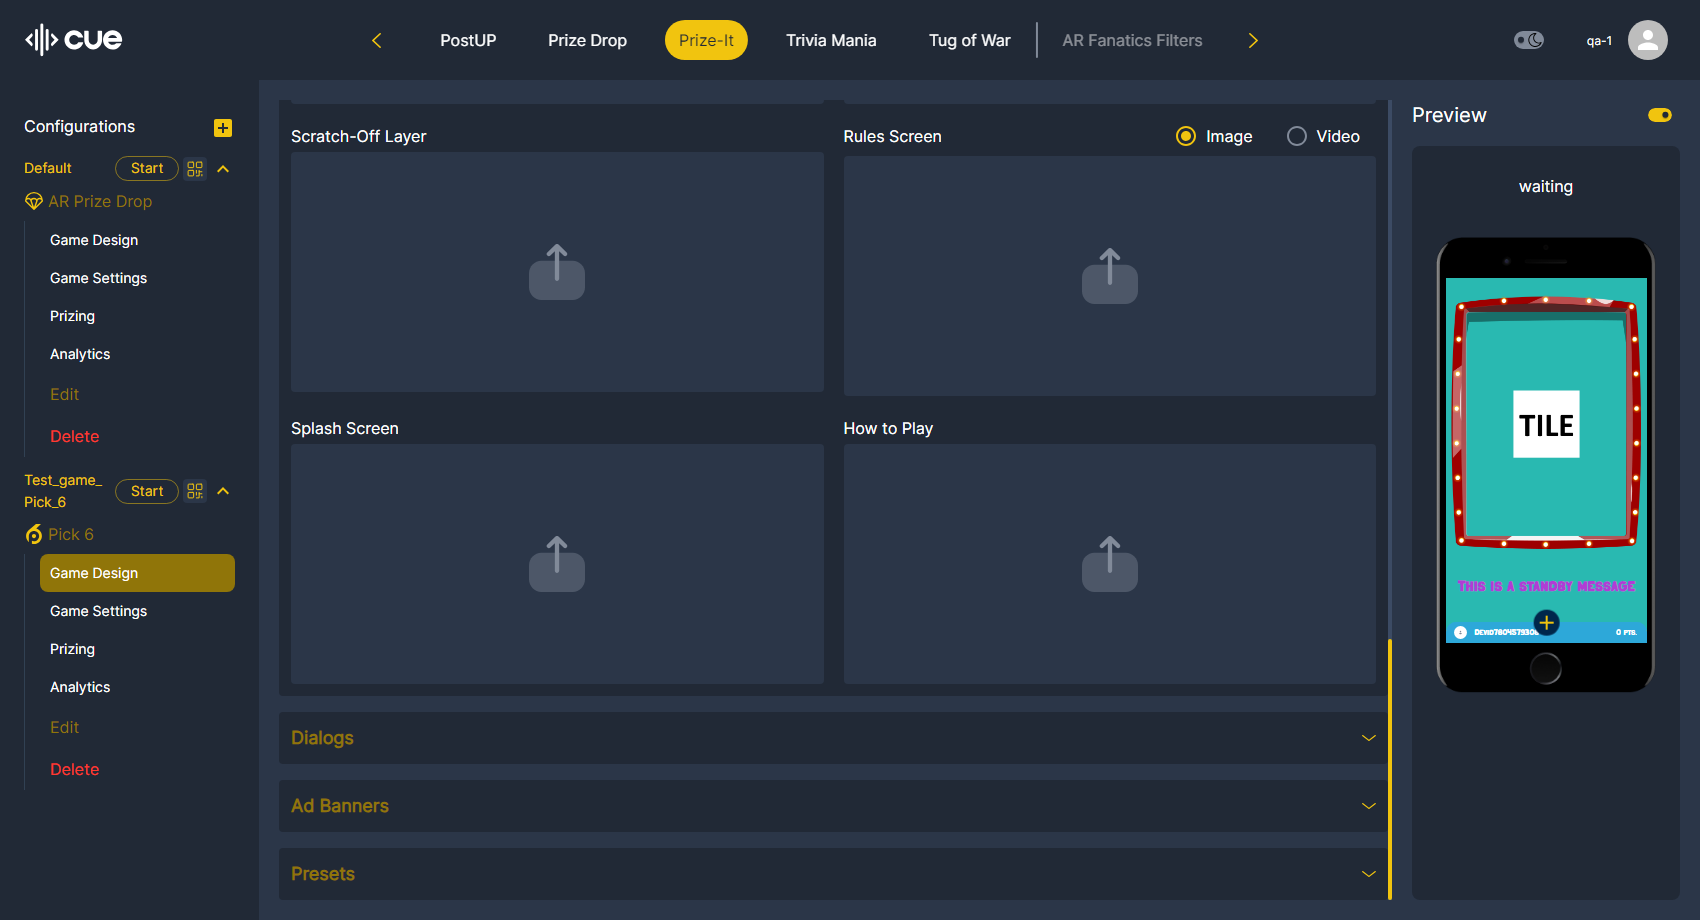 cue
PostUP
Prize Drop
Prize-It
Trivia Mania
Tug of War
AR Fanatics Filters
qa-1
Configurations
Default
Start
AR Prize Drop
Game Design
Game Settings
Prizing
Analytics
Edit
Delete
Test_game_
Pick_6
Start
Pick 6
Game Design
Game Settings
Prizing
Analytics
Edit
Delete
Scratch-Off Layer
Rules Screen
Image
Video
Splash Screen
How to Play
Dialogs
Ad Banners
Presets
Preview
waiting
TILE
This is a standby message
0 PTS.